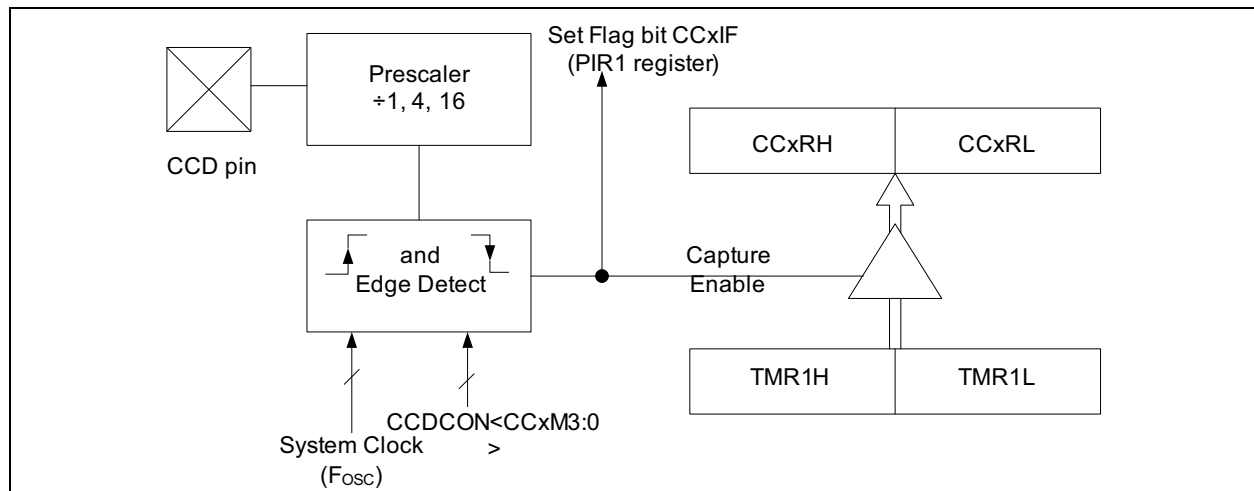 Set Flag bit CCxIF
(PIR1 register)
Prescaler
÷1, 4, 16
CCD pin
CCxRH
CCxRL
and
Edge Detect
Capture
Enable
TMR1H
TMR1L
CCDCON<CCxM3:0
>
System Clock
(FOSC)